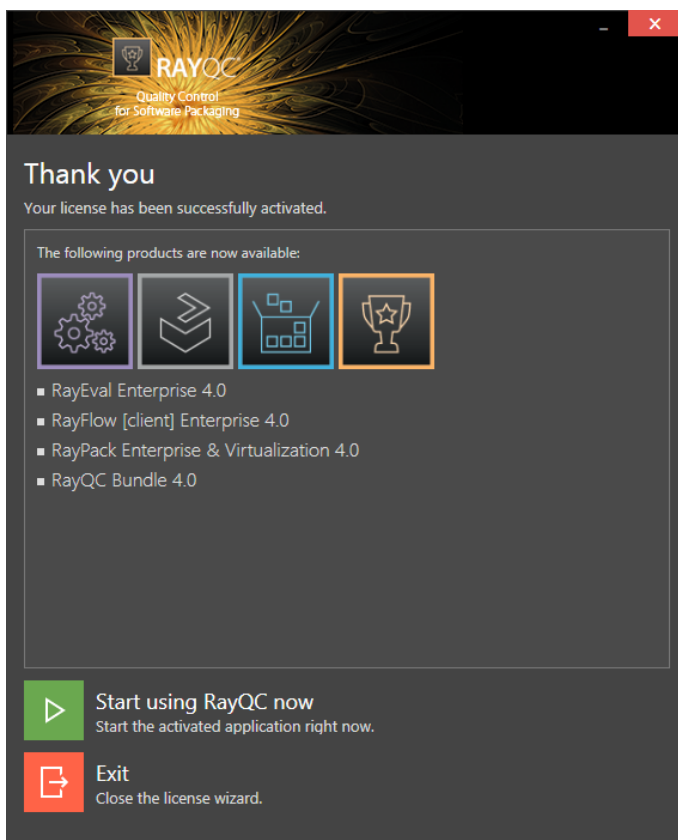 RAYQC
Quality Control
for Software Packaging
Thank you
Your license has been successfully activated.
The following products are now available:
RayEval Enterprise 4.0
RayFlow [client] Enterprise 4.0
RayPack Enterprise & Virtualization 4.0
RayQC Bundle 4.0
Start using RayQC now
Start the activated application right now.
Exit
Close the license wizard.